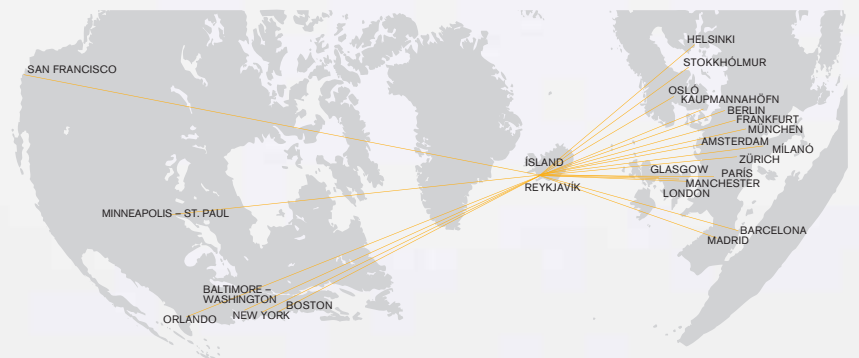 HELSINKI
STOKKHÓLMUR
SAN FRANCISCO
OSLÓ
KAUPMANNAHÖFN
BERLIN
FRANKFURT
MÜNCHEN
AMSTERDAM
MILANÓ
ZÜRICH
ÍSLAND
GLASGOW
PARÍS
REYKJAVÍK
MANCHESTER
LONDON
MINNEAPOLIS – ST. PAUL
BARCELONA
MADRID
BALTIMORE –
WASHINGTON
BOSTON
NEW YORK
ORLANDO